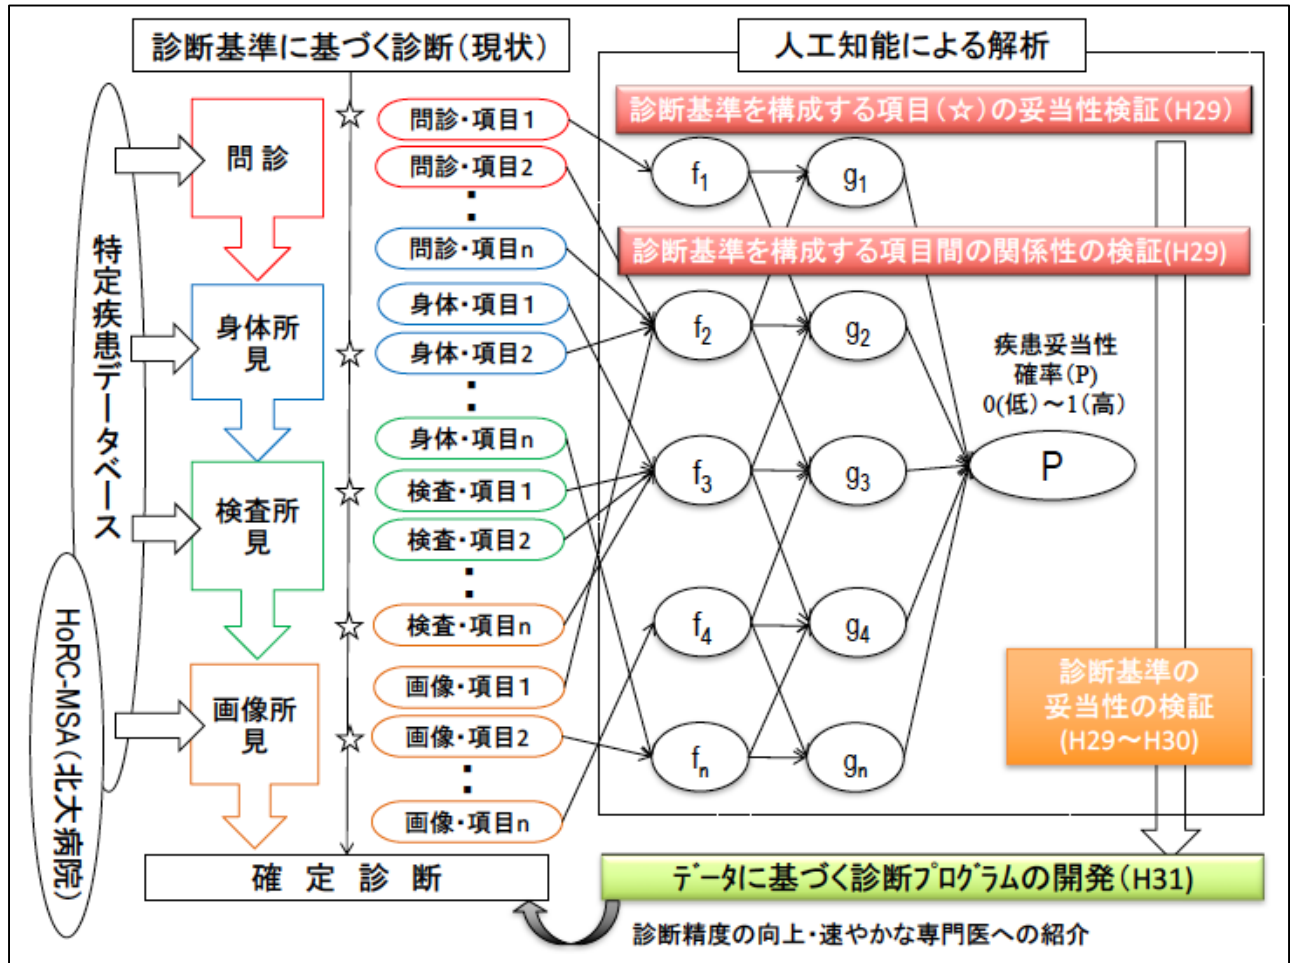 診断基準に基づく診断(現状)
人工知能による解析
特定疾患データベース
HoRC-MSA(北大病院)
問診
身体所
見
検査所
見
画像所
見
確定診断
☆
☆
☆
☆
☆
問診・項目1
問診・項目2
問診・項目n
身体・項目1
身体・項目2
身体・項目n
検査・項目1
検査・項目2
検査・項目n
画像・項目1
画像・項目2
画像・項目n
診断基準を構成する項目(☆)の妥当性検証(H29)
f1
g1
診断基準を構成する項目間の関係性の検証(H29)
f2
g2
f3
g3
f4
g4
fn
gn
疾患妥当性
確率(P)
0(低)~1(高)
P
診断基準の
妥当性の検証
(H29~H30)
ﾃﾞｰﾀに基づく診断ﾌﾟﾛｸﾞﾗﾑの開発(H31)
診断精度の向上・速やかな専門医への紹介